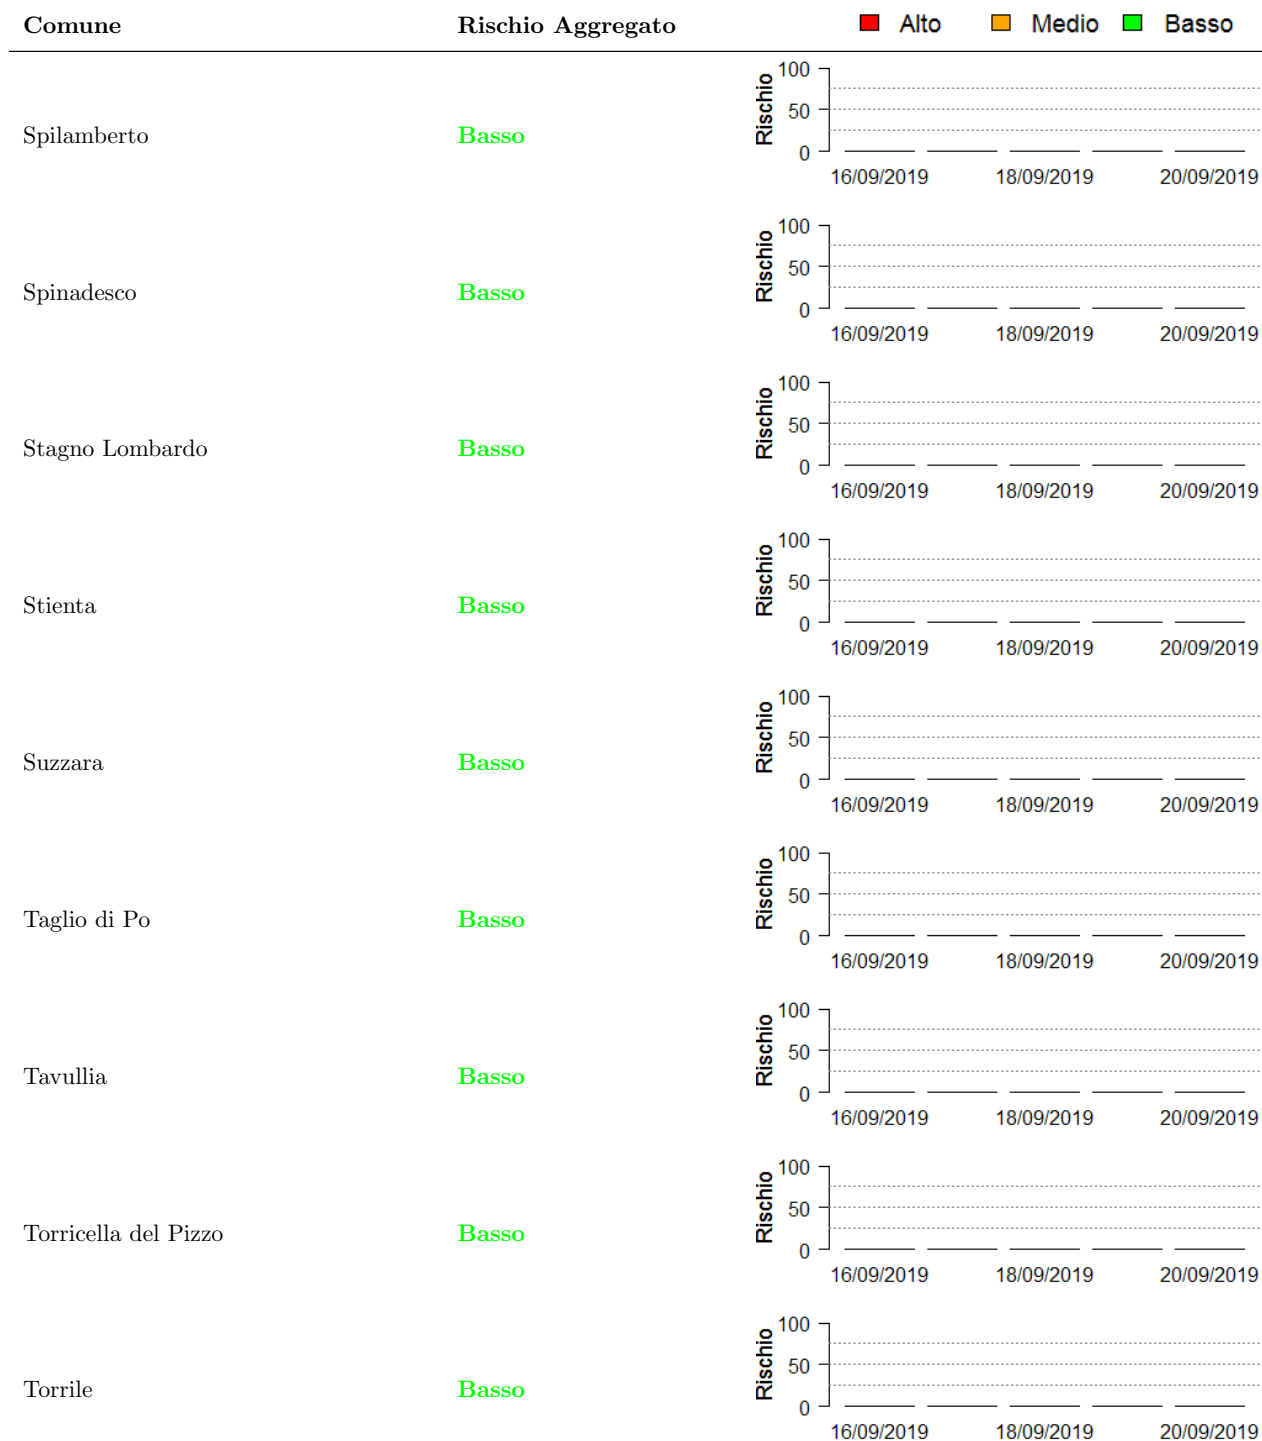 Comune Rischio Aggregato Alto Medio Basso
100
50
0
Rischio
Spilamberto Basso
16/09/2019 18/09/2019 20/09/2019
100
50
0
Rischio
Spinadesco Basso
16/09/2019 18/09/2019 20/09/2019
100
50
0
Rischio
Stagno Lombardo Basso
16/09/2019 18/09/2019 20/09/2019
100
50
0
Rischio
Stienta Basso
16/09/2019 18/09/2019 20/09/2019
100
50
0
Rischio
Suzzara Basso
16/09/2019 18/09/2019 20/09/2019
100
50
0
Rischio
Taglio di Po Basso
16/09/2019 18/09/2019 20/09/2019
100
50
0
Rischio
Tavullia Basso
16/09/2019 18/09/2019 20/09/2019
100
50
0
Rischio
Torricella del Pizzo Basso
16/09/2019 18/09/2019 20/09/2019
100
50
0
Rischio
Torrile Basso
16/09/2019 18/09/2019 20/09/2019